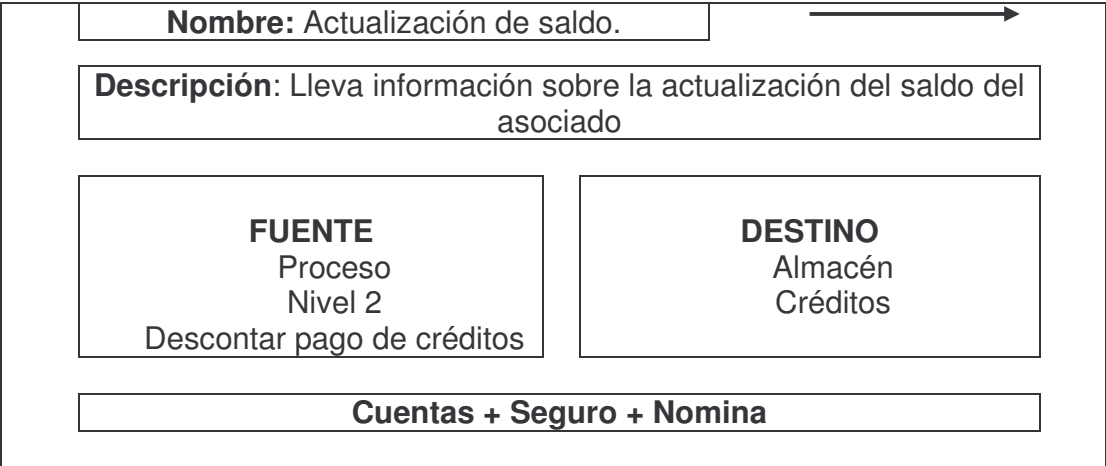 Nombre: Actualización de saldo.
Descripción: Lleva información sobre la actualización del saldo del
asociado
FUENTE
Proceso
Nivel 2
Descontar pago de créditos
DESTINO
Almacén
Créditos
Cuentas + Seguro + Nomina